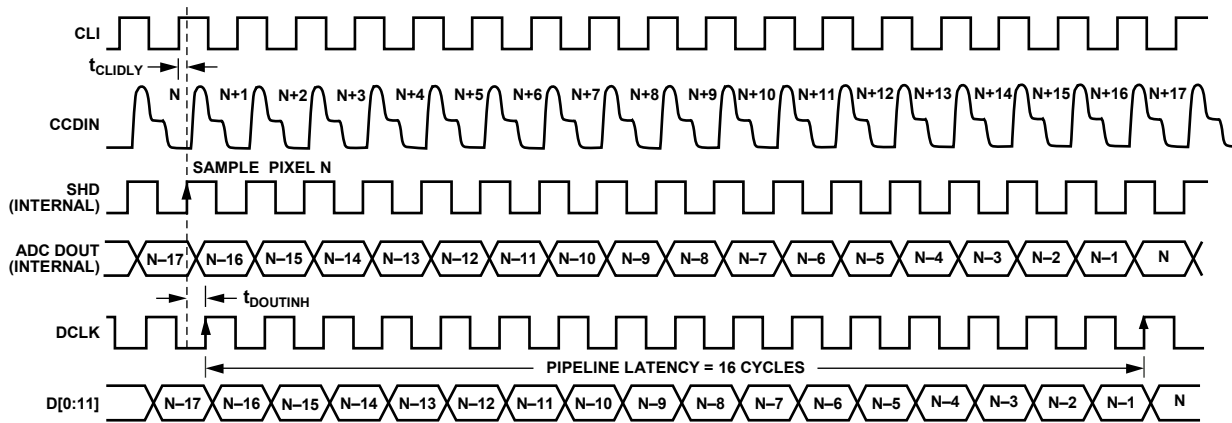 CLI
tCLIDLY
N N+1 N+2 N+3 N+4 N+5 N+6 N+7 N+8 N+9 N+10 N+11 N+12 N+13 N+14 N+15 N+16 N+17
CCDIN
SAMPLE PIXEL N
SHD
(INTERNAL)
ADC DOUT
(INTERNAL)
N–17 N–16 N–15 N–14 N–13 N–12 N–11 N–10 N–9 N–8 N–7 N–6 N–5 N–4 N–3 N–2 N–1 N
tDOUTINH
DCLK
PIPELINE LATENCY = 16 CYCLES
D[0:11] N–17 N–16 N–15 N–14 N–13 N–12 N–11 N–10 N–9 N–8 N–7 N–6 N–5 N–4 N–3 N–2 N–1 N